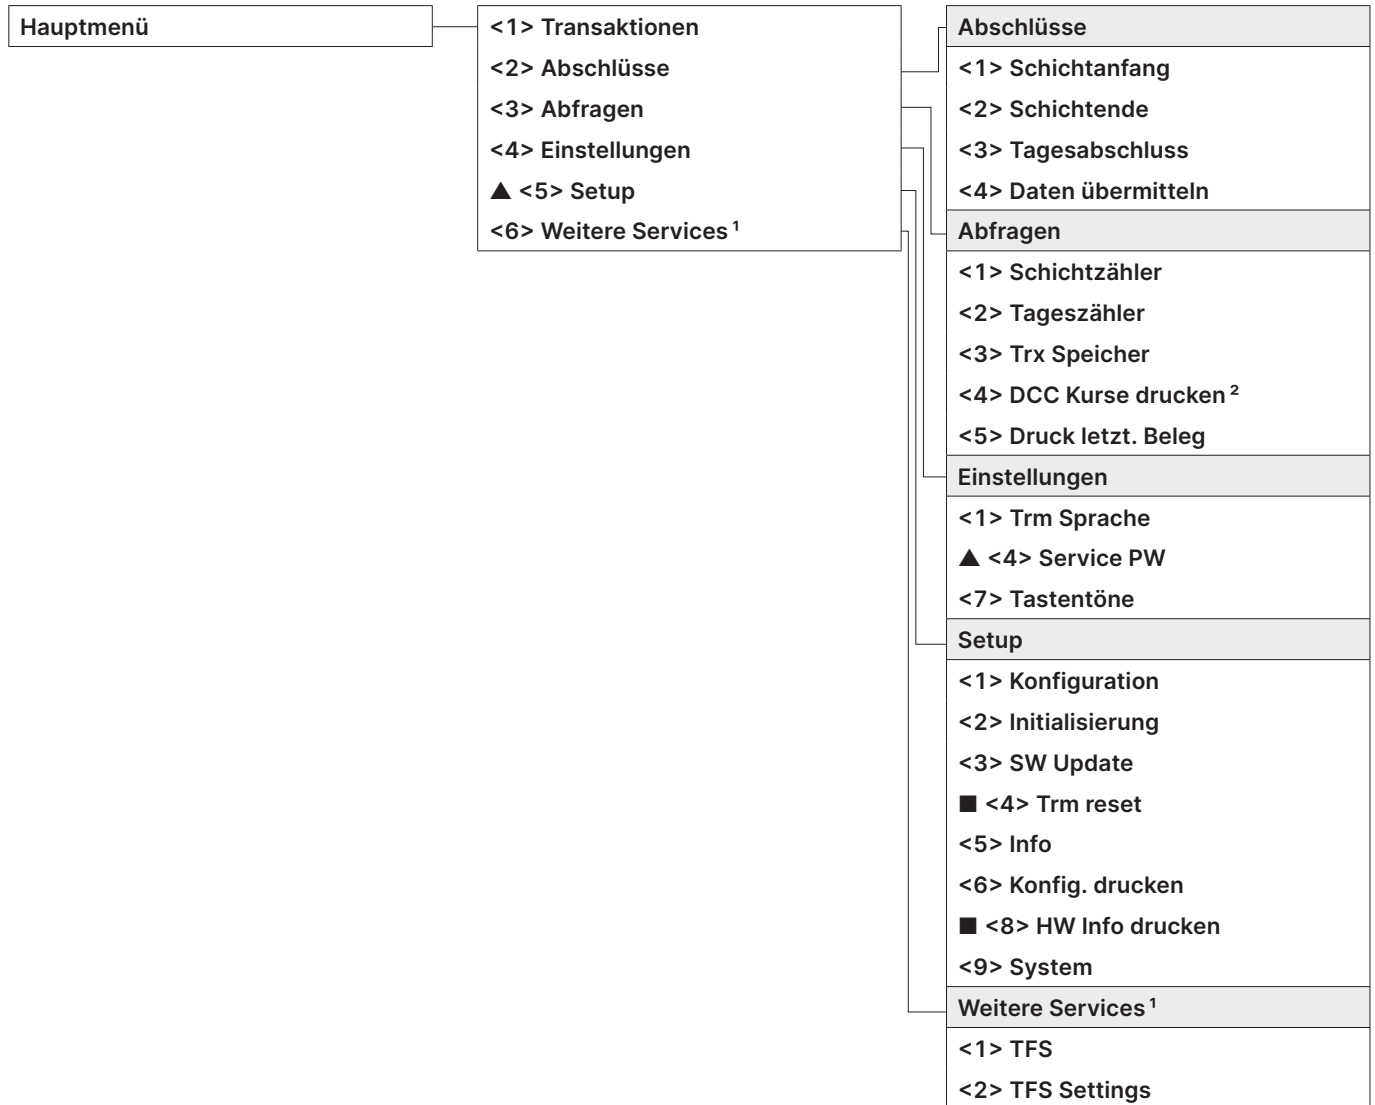 Hauptmenü
<1> Transaktionen
<2> Abschlüsse
<3> Abfragen
<4> Einstellungen
▲ <5> Setup
<6> Weitere Services ¹
Abschlüsse
<1> Schichtanfang
<2> Schichtende
<3> Tagesabschluss
<4> Daten übermitteln
Abfragen
<1> Schichtzähler
<2> Tageszähler
<3> Trx Speicher
<4> DCC Kurse drucken ²
<5> Druck letzt. Beleg
Einstellungen
<1> Trm Sprache
▲ <4> Service PW
<7> Tastentöne
Setup
<1> Konfiguration
<2> Initialisierung
<3> SW Update
■ <4> Trm reset
<5> Info
<6> Konfig. drucken
■ <8> HW Info drucken
<9> System
Weitere Services ¹
<1> TFS
<2> TFS Settings